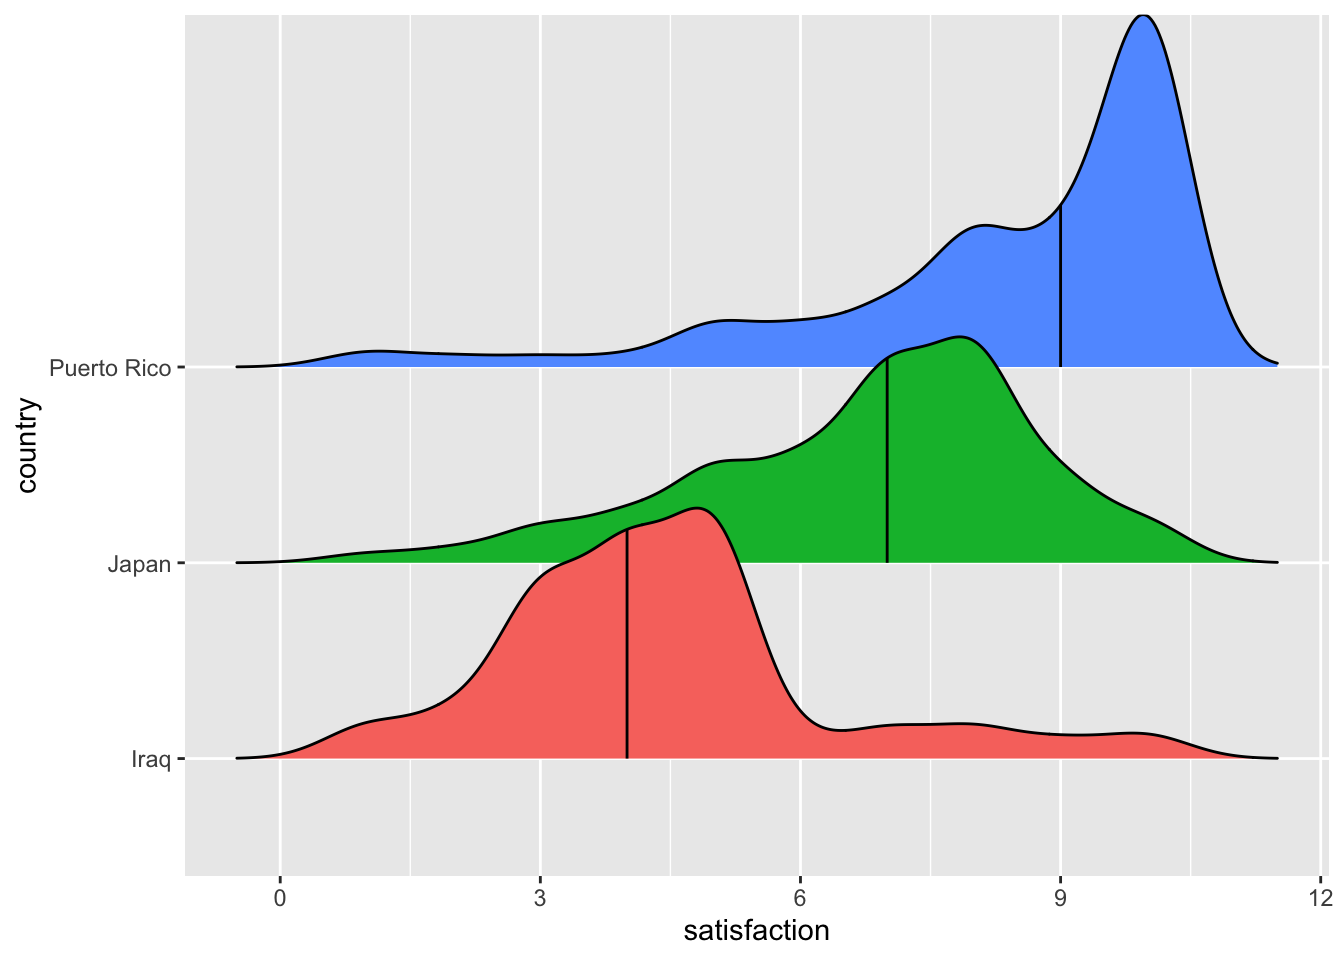 Puerto Rico
country
Japan
Iraq
0 3 6 9 12
satisfaction